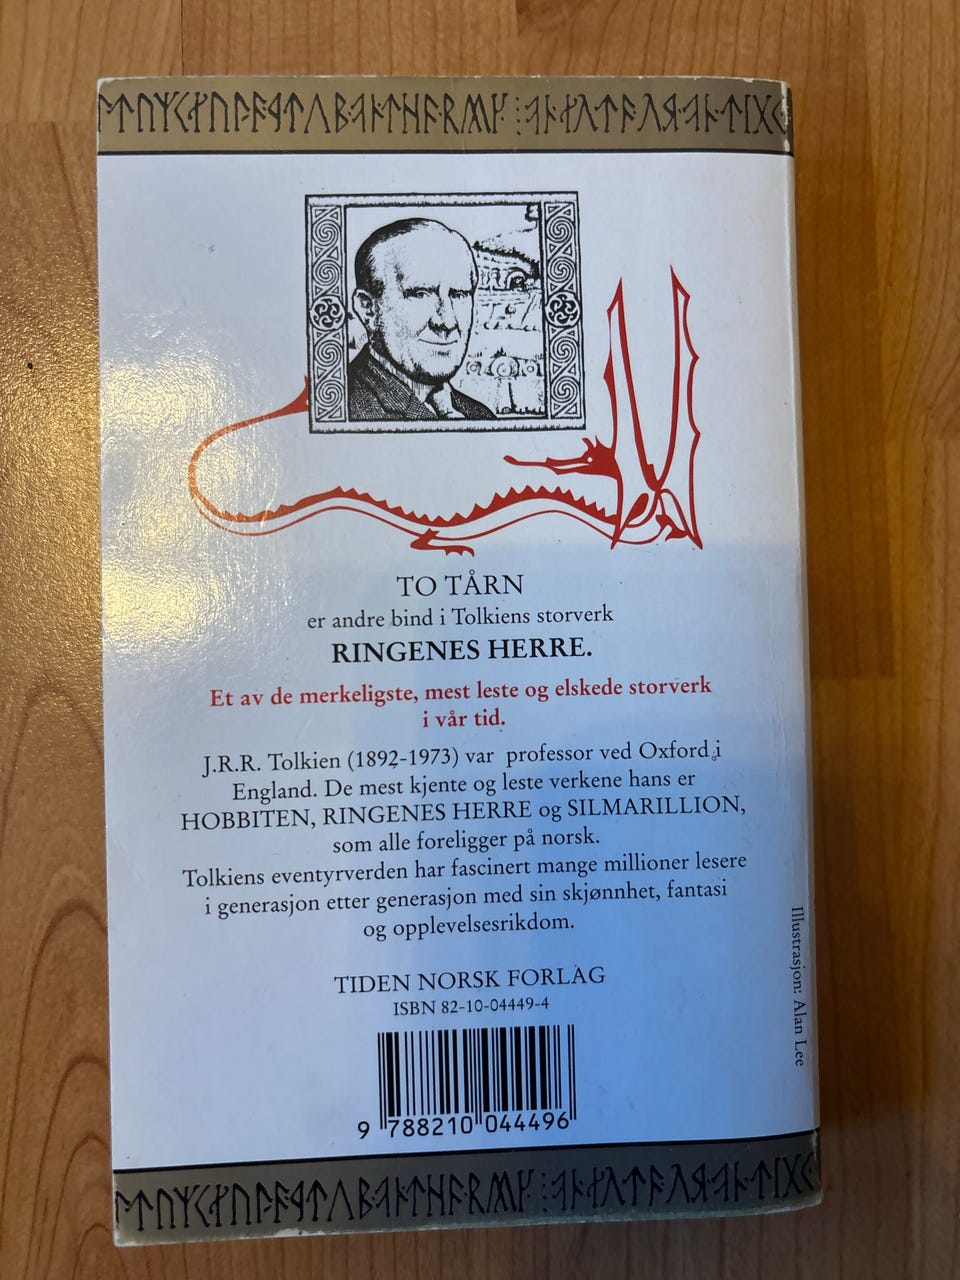 TO TÅRN
er andre bind i Tolkiens storverk
RINGENES HERRE.
Et av de merkeligste, mest leste og elskede storverk
i vår tid.
J.R.R. Tolkien (1892-1973) var professor ved Oxford i
England. De mest kjente og leste verkene hans er
HOBBITEN, RINGENES HERRE og SILMARILLION,
som alle foreligger på norsk.
Tolkiens eventyrverden har fascinert mange millioner lesere
i generasjon etter generasjon med sin skjønnhet, fantasi
og opplevelsesrikdom.
TIDEN NORSK FORLAG
ISBN 82-10-04449-4
9 788210 044496
Illustrasjon: Alan Lee